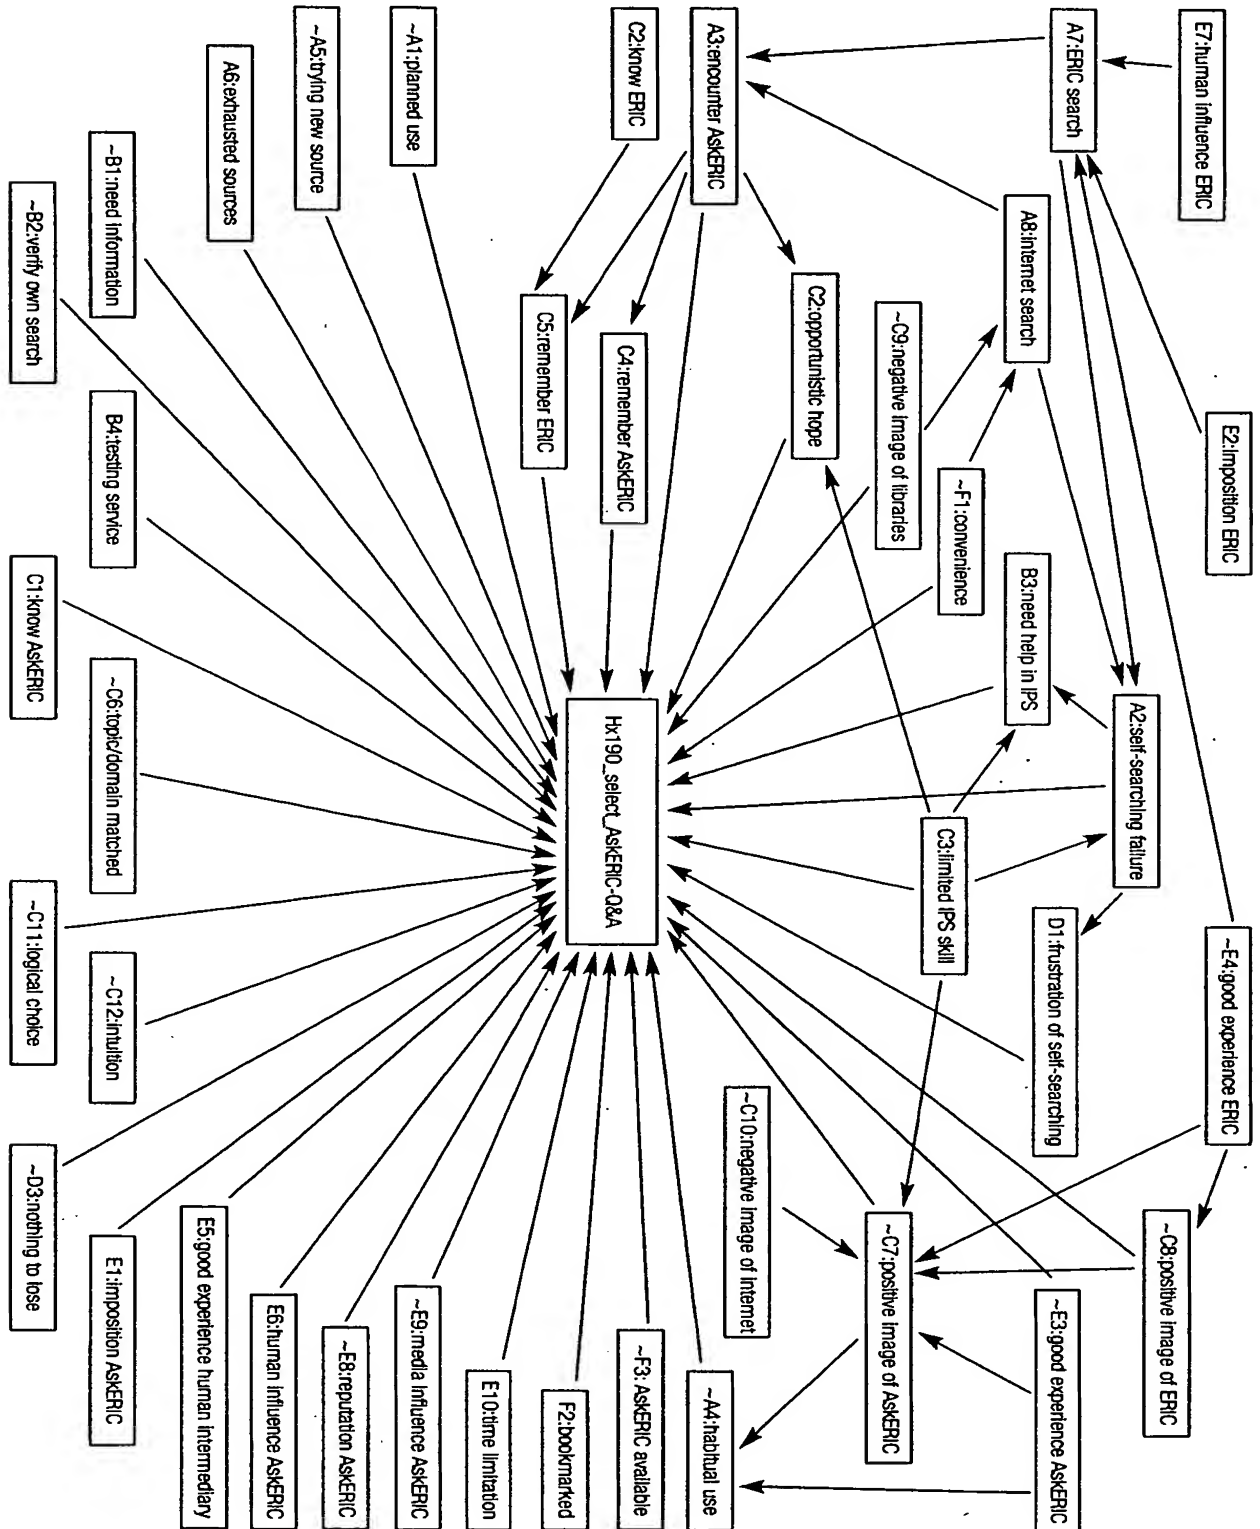 E7:human influence ERIC
E2:imposition ERIC
~E4:good experience ERIC
~C8:positive image of ERIC
~E3:good experience AskERIC
A7:ERIC search
A8:internet search
A2:self-searching failure
D1:frustration of self-searching
B3:need help in IPS
~F1:convenience
C3:limited IPS skill
~C9:negative image of libraries
~C7:positive image of AskERIC
C2:opportunistic hope
~C10:negative image of internet
A3:encounter AskERIC
~A4:habitual use
C2:know ERIC
C4:remember AskERIC
C5:remember ERIC
Hx190_select_AskERIC-Q&A
~F3: AskERIC available
F2:bookmarked
E10:time limitation
~E9:media influence AskERIC
~E8:reputation AskERIC
E6:human influence AskERIC
E5:good experience human intermediary
~A1:planned use
~A5:trying new source
A6:exhausted sources
~B1:need information
B4:testing service
~C6:topic/domain matched
~C12:intuition
E1:imposition AskERIC
~B2:verify own search
C1:know AskERIC
~C11:logical choice
~D3:nothing to lose